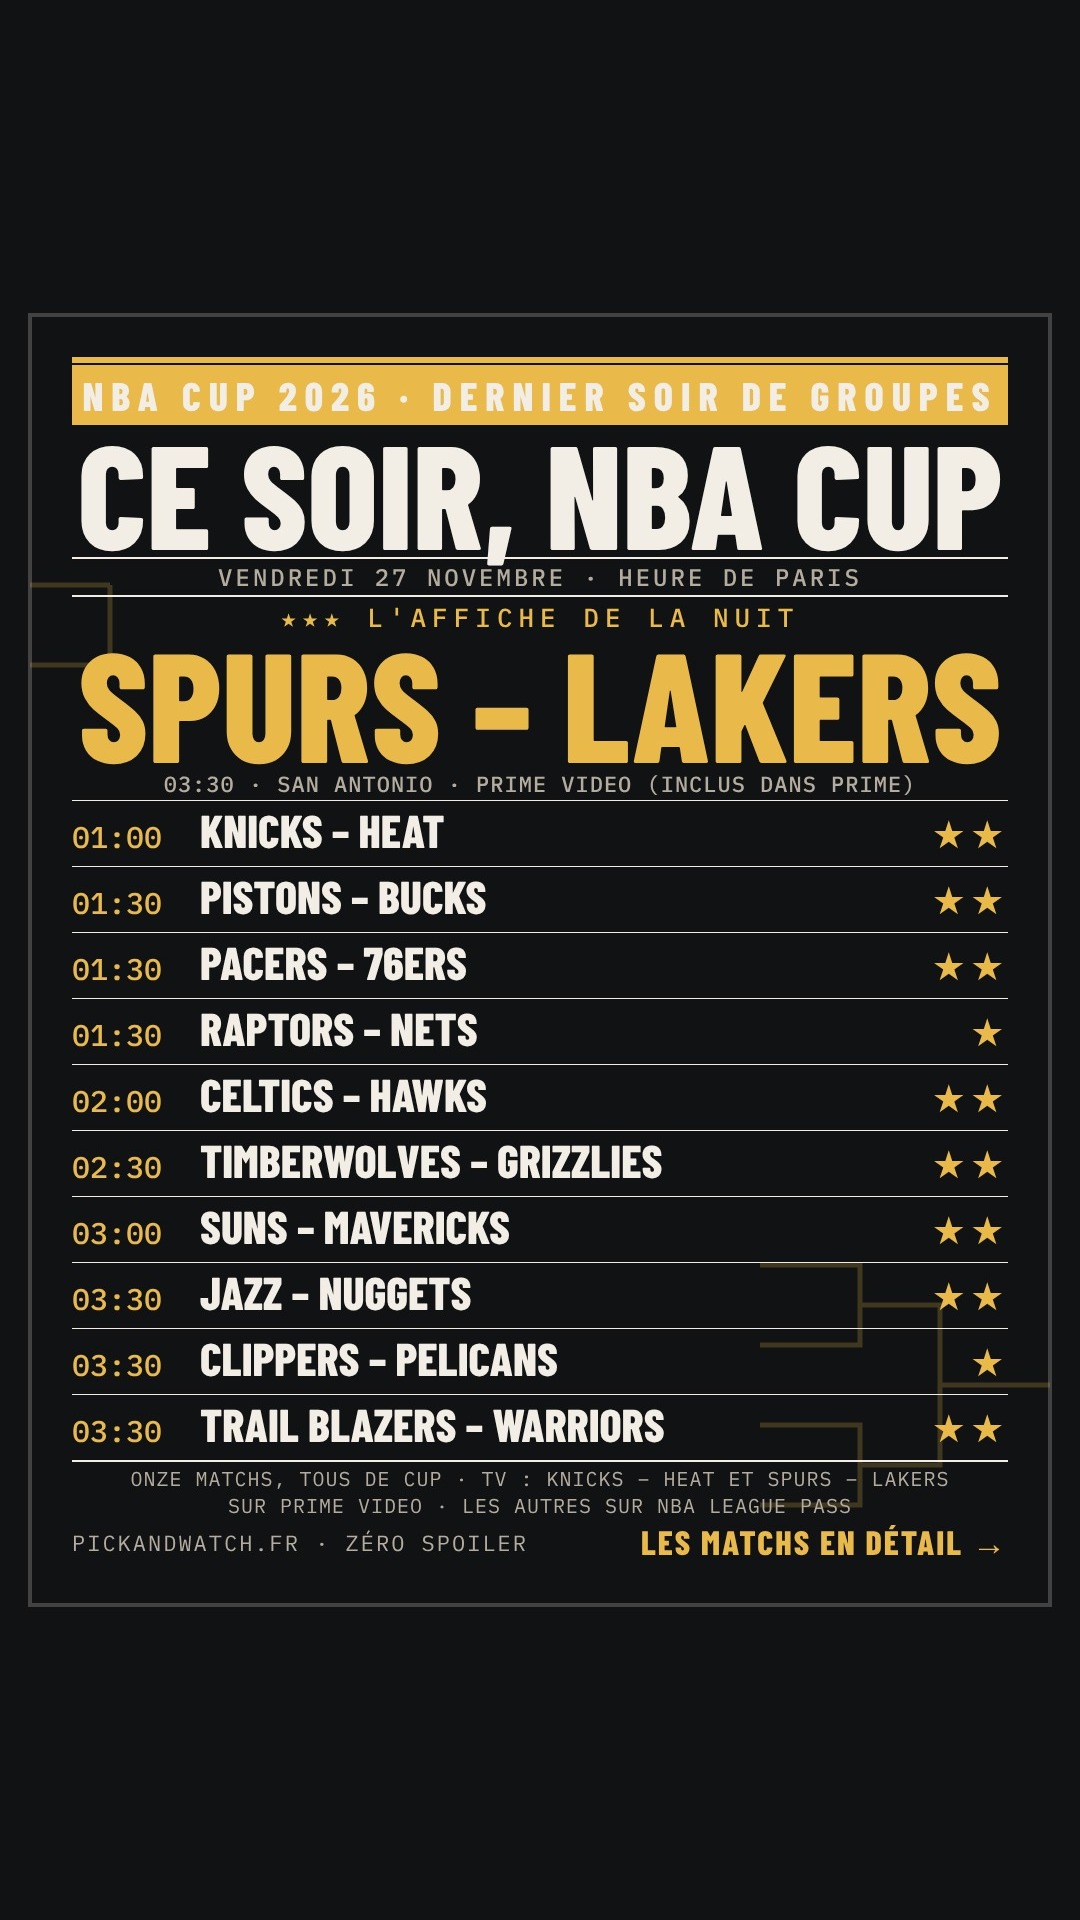 NBA CUP 2026 · DERNIER SOIR DE GROUPES
CE SOIR, NBA CUP
VENDREDI 27 NOVEMBRE · HEURE DE PARIS
★★★ L'AFFICHE DE LA NUIT
SPURS – LAKERS
03:30 · SAN ANTONIO · PRIME VIDEO (INCLUS DANS PRIME)
01:00 KNICKS – HEAT ★★
01:30 PISTONS – BUCKS ★★
01:30 PACERS – 76ERS ★★
01:30 RAPTORS – NETS ★
02:00 CELTICS – HAWKS ★★
02:30 TIMBERWOLVES – GRIZZLIES ★★
03:00 SUNS – MAVERICKS ★★
03:30 JAZZ – NUGGETS ★★
03:30 CLIPPERS – PELICANS ★
03:30 TRAIL BLAZERS – WARRIORS ★★
ONZE MATCHS, TOUS DE CUP · TV : KNICKS – HEAT ET SPURS – LAKERS
SUR PRIME VIDEO · LES AUTRES SUR NBA LEAGUE PASS
PICKANDWATCH.FR · ZÉRO SPOILER
LES MATCHS EN DÉTAIL →